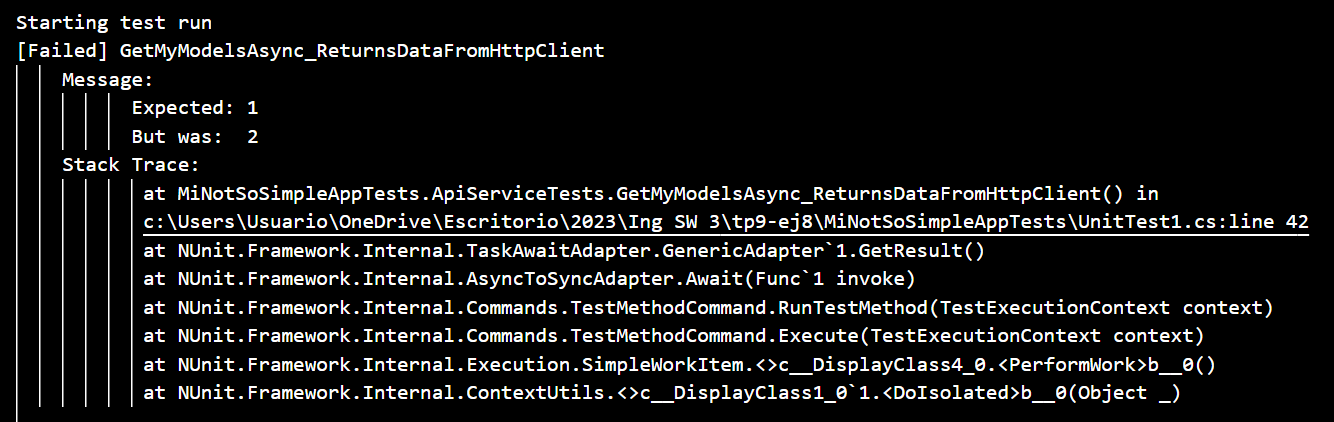 Starting test run
[Failed] GetMyModelsAsync_ReturnsDataFromHttpClient
Message:
Expected: 1
But was:  2
Stack Trace:
at MiNotSoSimpleAppTests.ApiServiceTests.GetMyModelsAsync_ReturnsDataFromHttpClient() in
c:\Users\Usuario\OneDrive\Escritorio\2023\Ing SW 3\tp9-ej8\MiNotSoSimpleAppTests\UnitTest1.cs:line 42
at NUnit.Framework.Internal.TaskAwaitAdapter.GenericAdapter`1.GetResult()
at NUnit.Framework.Internal.AsyncToSyncAdapter.Await(Func`1 invoke)
at NUnit.Framework.Internal.Commands.TestMethodCommand.RunTestMethod(TestExecutionContext context)
at NUnit.Framework.Internal.Commands.TestMethodCommand.Execute(TestExecutionContext context)
at NUnit.Framework.Internal.Execution.SimpleWorkItem.<>c__DisplayClass4_0.<PerformWork>b__0()
at NUnit.Framework.Internal.ContextUtils.<>c__DisplayClass1_0`1.<DoIsolated>b__0(Object _)